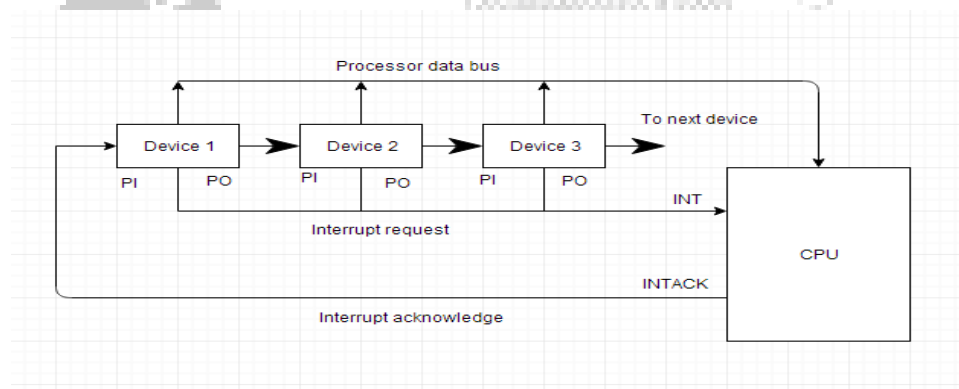 Processor data bus
To next device
Device 1
Device 2
Device 3
PI
PO
PI
PO
PI
PO
INT
Interrupt request
CPU
INTACK
Interrupt acknowledge